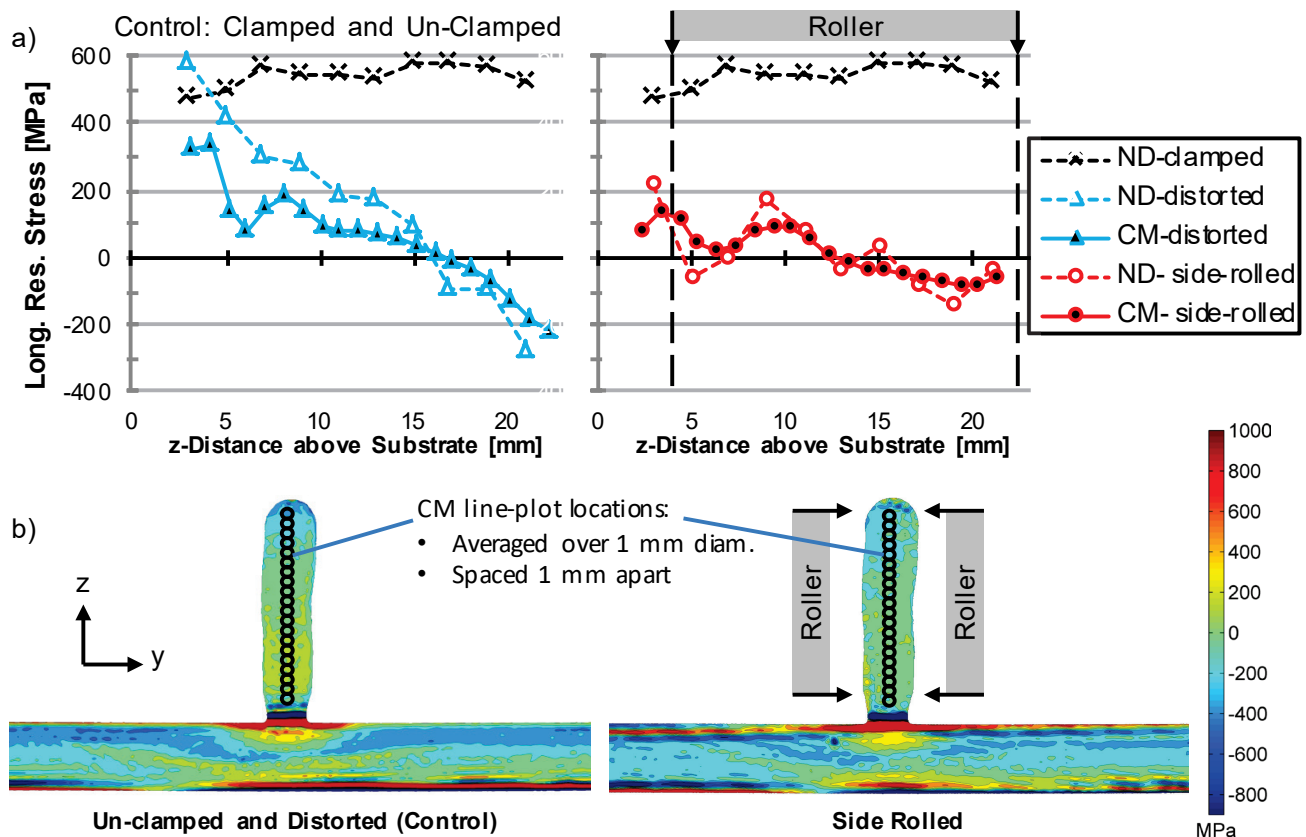 a)
Control: Clamped and Un-Clamped
Roller
Long. Res. Stress [MPa]
600
400
200
0
-200
-400
0 5 10 15 20
z-Distance above Substrate [mm]
0 5 10 15 20
z-Distance above Substrate [mm]
ND-clamped
ND-distorted
CM-distorted
ND- side-rolled
CM- side-rolled
b)
z
y
CM line-plot locations:
• Averaged over 1 mm diam.
• Spaced 1 mm apart
Roller
Roller
1000
800
600
400
200
0
-200
-400
-600
-800
MPa
Un-clamped and Distorted (Control)
Side Rolled